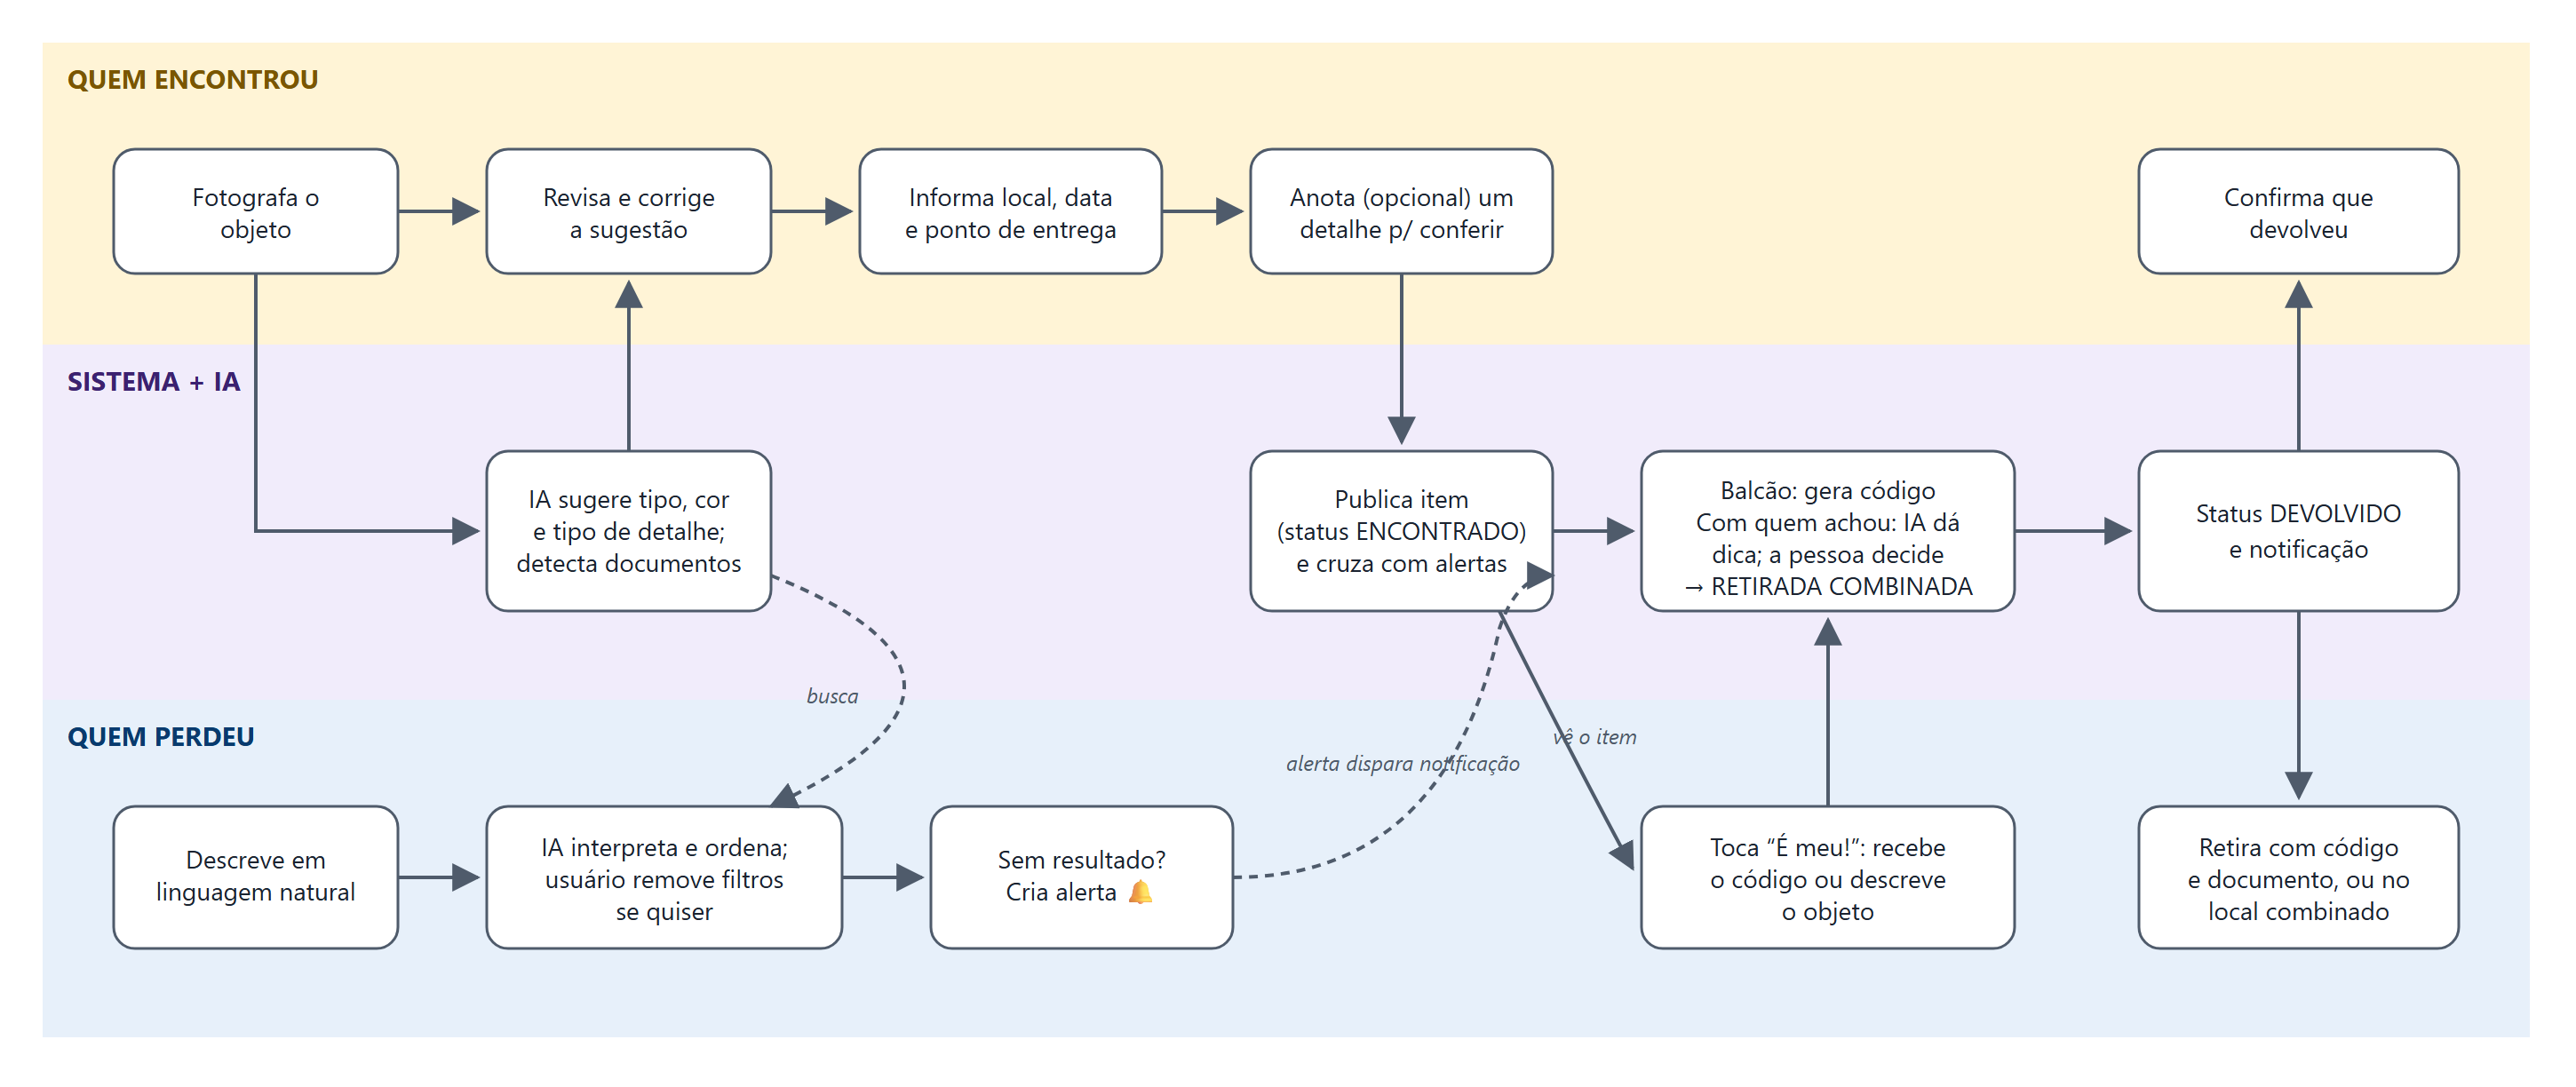 QUEM ENCONTROU
Fotografa o
objeto
Revisa e corrige
a sugestão
Informa local, data
e ponto de entrega
Anota (opcional) um
detalhe p/ conferir
Confirma que
devolveu
SISTEMA + IA
IA sugere tipo, cor
e tipo de detalhe;
detecta documentos
Publica item
(status ENCONTRADO)
e cruza com alertas
Balcão: gera código
Com quem achou: IA dá
dica; a pessoa decide
→ RETIRADA COMBINADA
Status DEVOLVIDO
e notificação
busca
QUEM PERDEU
vê o item
alerta dispara notificação
Descreve em
linguagem natural
IA interpreta e ordena;
usuário remove filtros
se quiser
Sem resultado?
Cria alerta 🔔
Toca “É meu!”: recebe
o código ou descreve
o objeto
Retira com código
e documento, ou no
local combinado